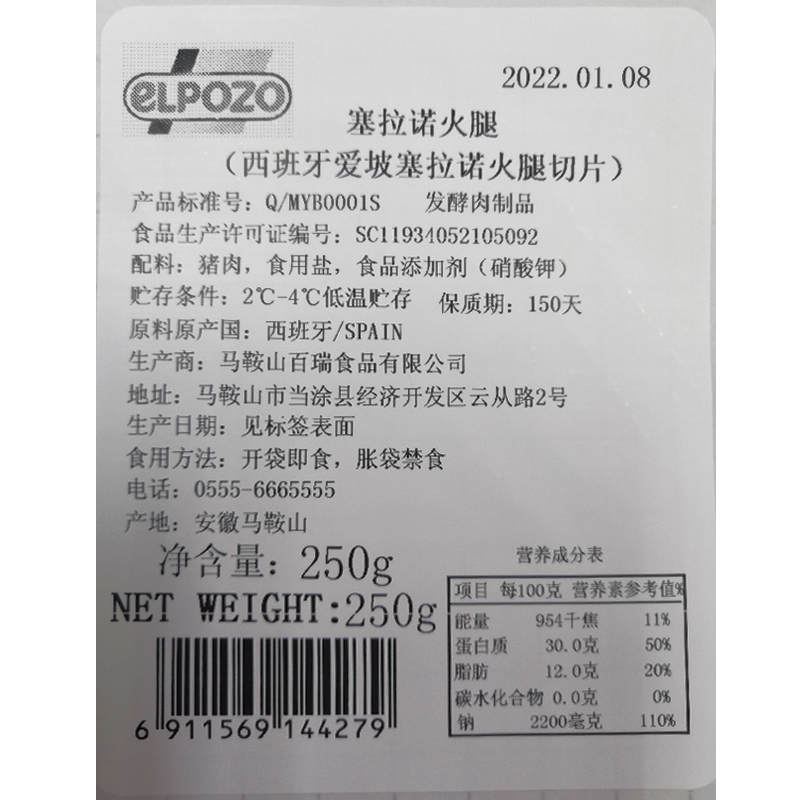 ELPOZO
2022.01.08
塞拉诺火腿
（西班牙爱坡塞拉诺火腿切片）
产品标准号：Q/MYB0001S 发酵肉制品
食品生产许可证编号：SC11934052105092
配料：猪肉，食用盐，食品添加剂（硝酸钾）
贮存条件：2℃-4℃低温贮存 保质期：150天
原料原产国：西班牙/SPAIN
生产商：马鞍山百瑞食品有限公司
地址：马鞍山市当涂县经济开发区云从路2号
生产日期：见标签表面
食用方法：开袋即食，胀袋禁食
电话：0555-6665555
产地：安徽马鞍山
净含量：250g
NET WEIGHT:250g
6 911569 144279
营养成分表
项目 每100克 营养素参考值%
能量 954千焦 11%
蛋白质 30.0克 50%
脂肪 12.0克 20%
碳水化合物 0.0克 0%
钠 2200毫克 110%